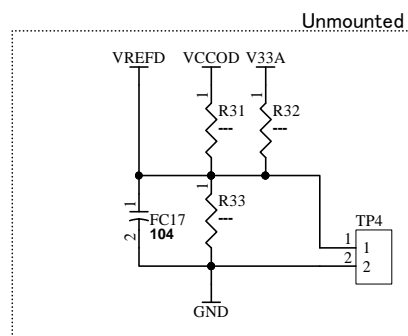 Unmounted
VREFD VCCOD V33A
1 R31 ---
1 R32 ---
1 R33 ---
1 2 FC17
104
TP4
1 1
2 2
GND